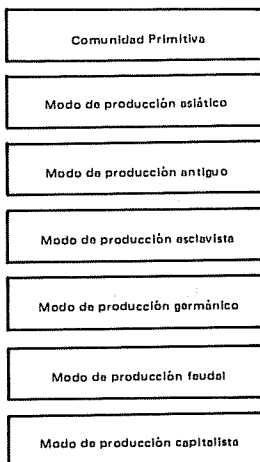 Comunidad Primitiva
Modo de producción asiático
Modo de producción antiguo
Modo de producción esclavista
Modo de producción germánico
Modo de producción feudal
Modo de producción capitalista